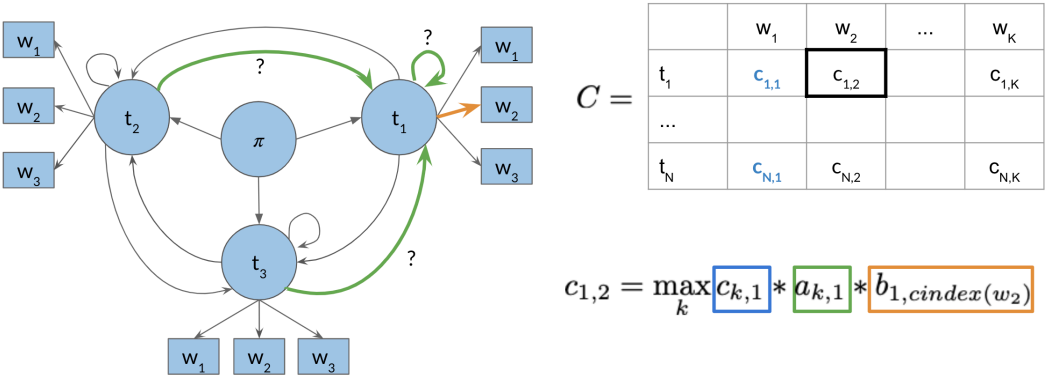 w1
w2
w3
t2
?
π
?
t1
w1
w2
w3
t3
?
w1
w2
w3
C =
w1 w2 ... wK
t1 c1,1 c1,2 c1,K
...
tN cN,1 cN,2 cN,K
c1,2 = max k ck,1 * ak,1 * b1,cindex(w2)